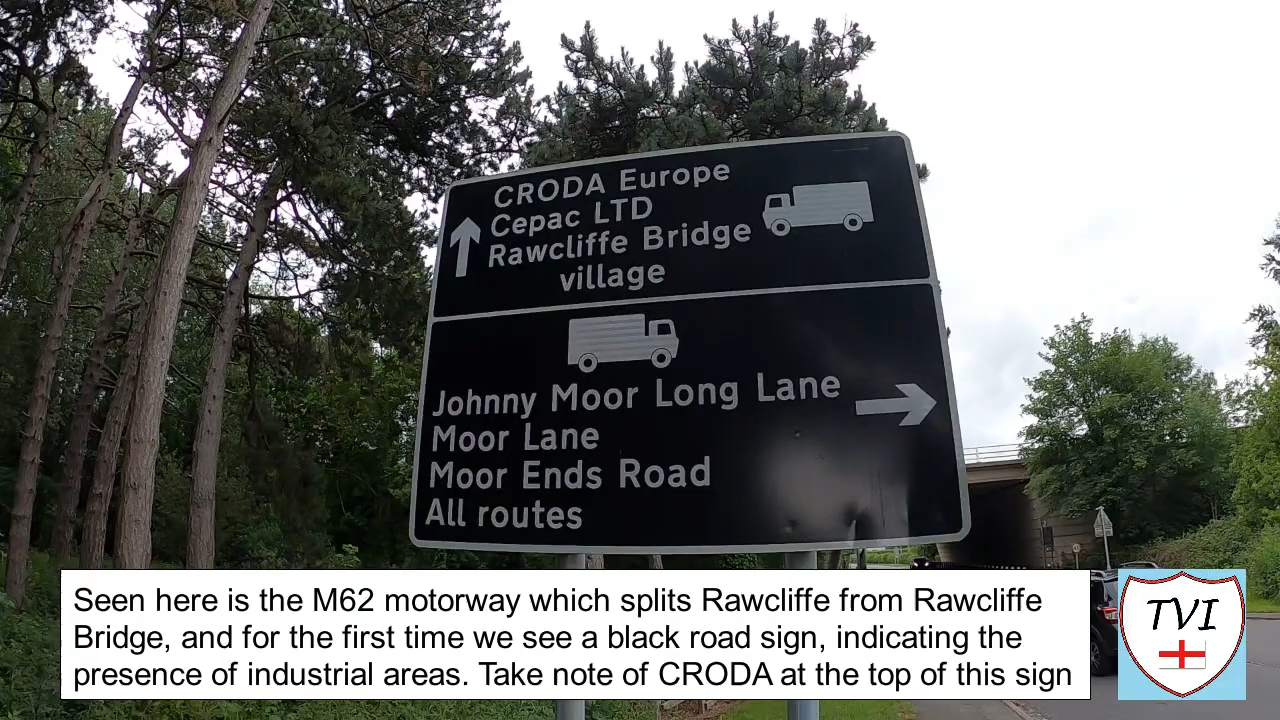 CRODA Europe
Cepac LTD
Rawcliffe Bridge
village
Johnny Moor Long Lane
Moor Lane
Moor Ends Road
All routes
Seen here is the M62 motorway which splits Rawcliffe from Rawcliffe
Bridge, and for the first time we see a black road sign, indicating the
presence of industrial areas. Take note of CRODA at the top of this sign
TVI